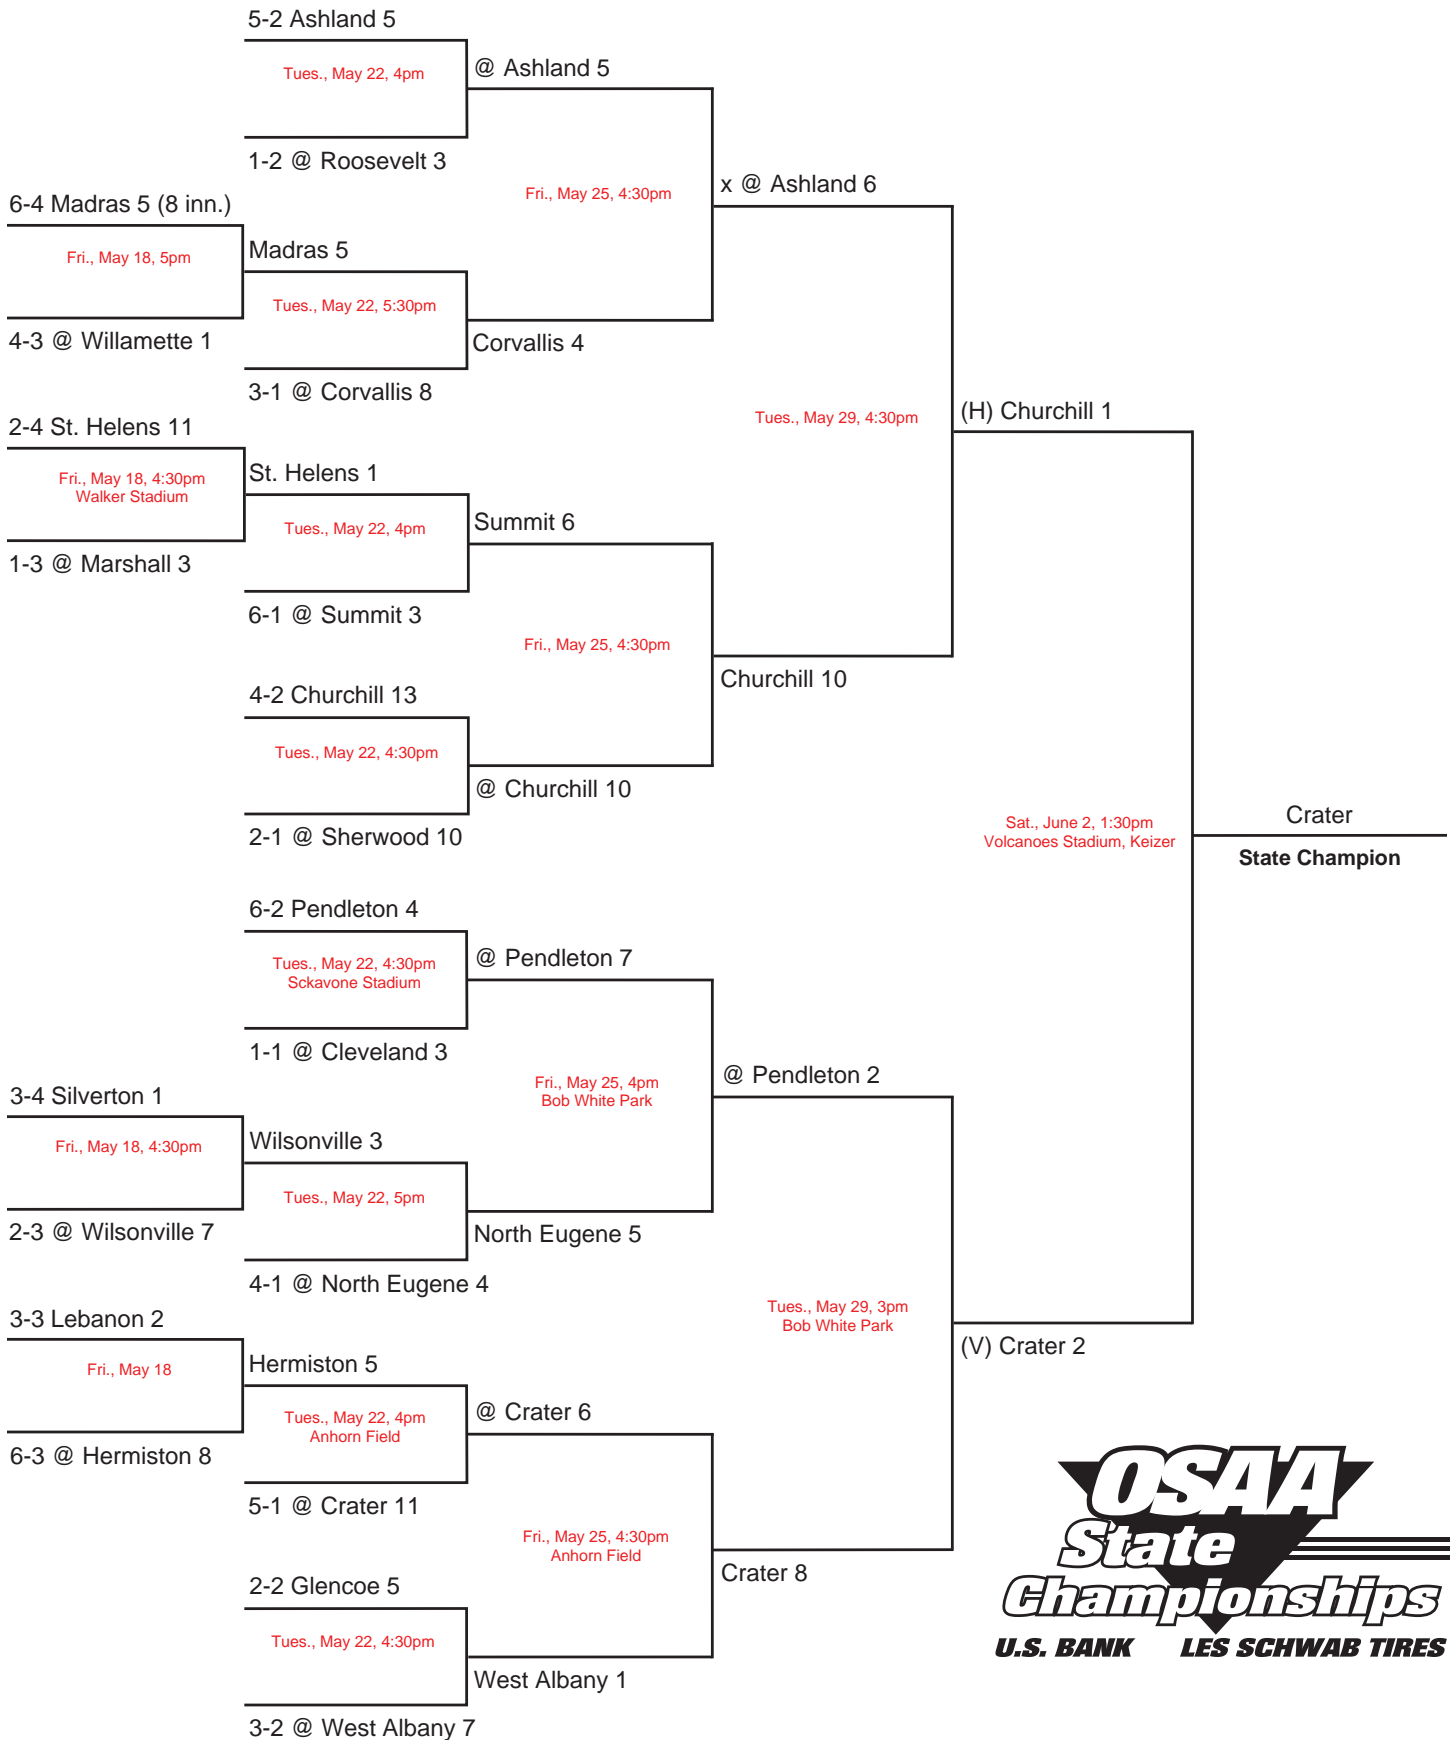 5-2 Ashland 5
Tues., May 22, 4pm
@ Ashland 5
1-2 @ Roosevelt 3
Fri., May 25, 4:30pm
x @ Ashland 6
6-4 Madras 5 (8 inn.)
Fri., May 18, 5pm
Madras 5
Tues., May 22, 5:30pm
4-3 @ Willamette 1
Corvallis 4
3-1 @ Corvallis 8
Tues., May 29, 4:30pm
(H) Churchill 1
2-4 St. Helens 11
Fri., May 18, 4:30pm
Walker Stadium
St. Helens 1
Tues., May 22, 4pm
Summit 6
1-3 @ Marshall 3
6-1 @ Summit 3
Fri., May 25, 4:30pm
Churchill 10
4-2 Churchill 13
Tues., May 22, 4:30pm
@ Churchill 10
2-1 @ Sherwood 10
Sat., June 2, 1:30pm
Volcanoes Stadium, Keizer
Crater
State Champion
6-2 Pendleton 4
Tues., May 22, 4:30pm
Sckavone Stadium
@ Pendleton 7
1-1 @ Cleveland 3
Fri., May 25, 4pm
Bob White Park
@ Pendleton 2
3-4 Silverton 1
Fri., May 18, 4:30pm
Wilsonville 3
Tues., May 22, 5pm
2-3 @ Wilsonville 7
North Eugene 5
4-1 @ North Eugene 4
Tues., May 29, 3pm
Bob White Park
(V) Crater 2
3-3 Lebanon 2
Fri., May 18
Hermiston 5
Tues., May 22, 4pm
Anhorn Field
@ Crater 6
6-3 @ Hermiston 8
5-1 @ Crater 11
Fri., May 25, 4:30pm
Anhorn Field
Crater 8
2-2 Glencoe 5
Tues., May 22, 4:30pm
West Albany 1
3-2 @ West Albany 7
OSAA
State
Championships
U.S. BANK LES SCHWAB TIRES